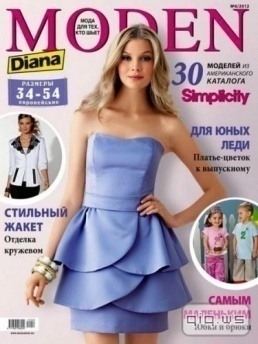 №6/2012
MODEN
МОДА ДЛЯ ТЕХ,
КТО ШЬЕТ
Diana
РАЗМЕРЫ
34-54
европейские
30
МОДЕЛЕЙ ИЗ
АМЕРИКАНСКОГО
КАТАЛОГА
Simplicity
ДЛЯ ЮНЫХ
ЛЕДИ
Платье-цветок
к выпускному
СТИЛЬНЫЙ
ЖАКЕТ
Отделка
кружевом
САМЫМ
МАЛЕНЬКИМ
Юбки и брюки